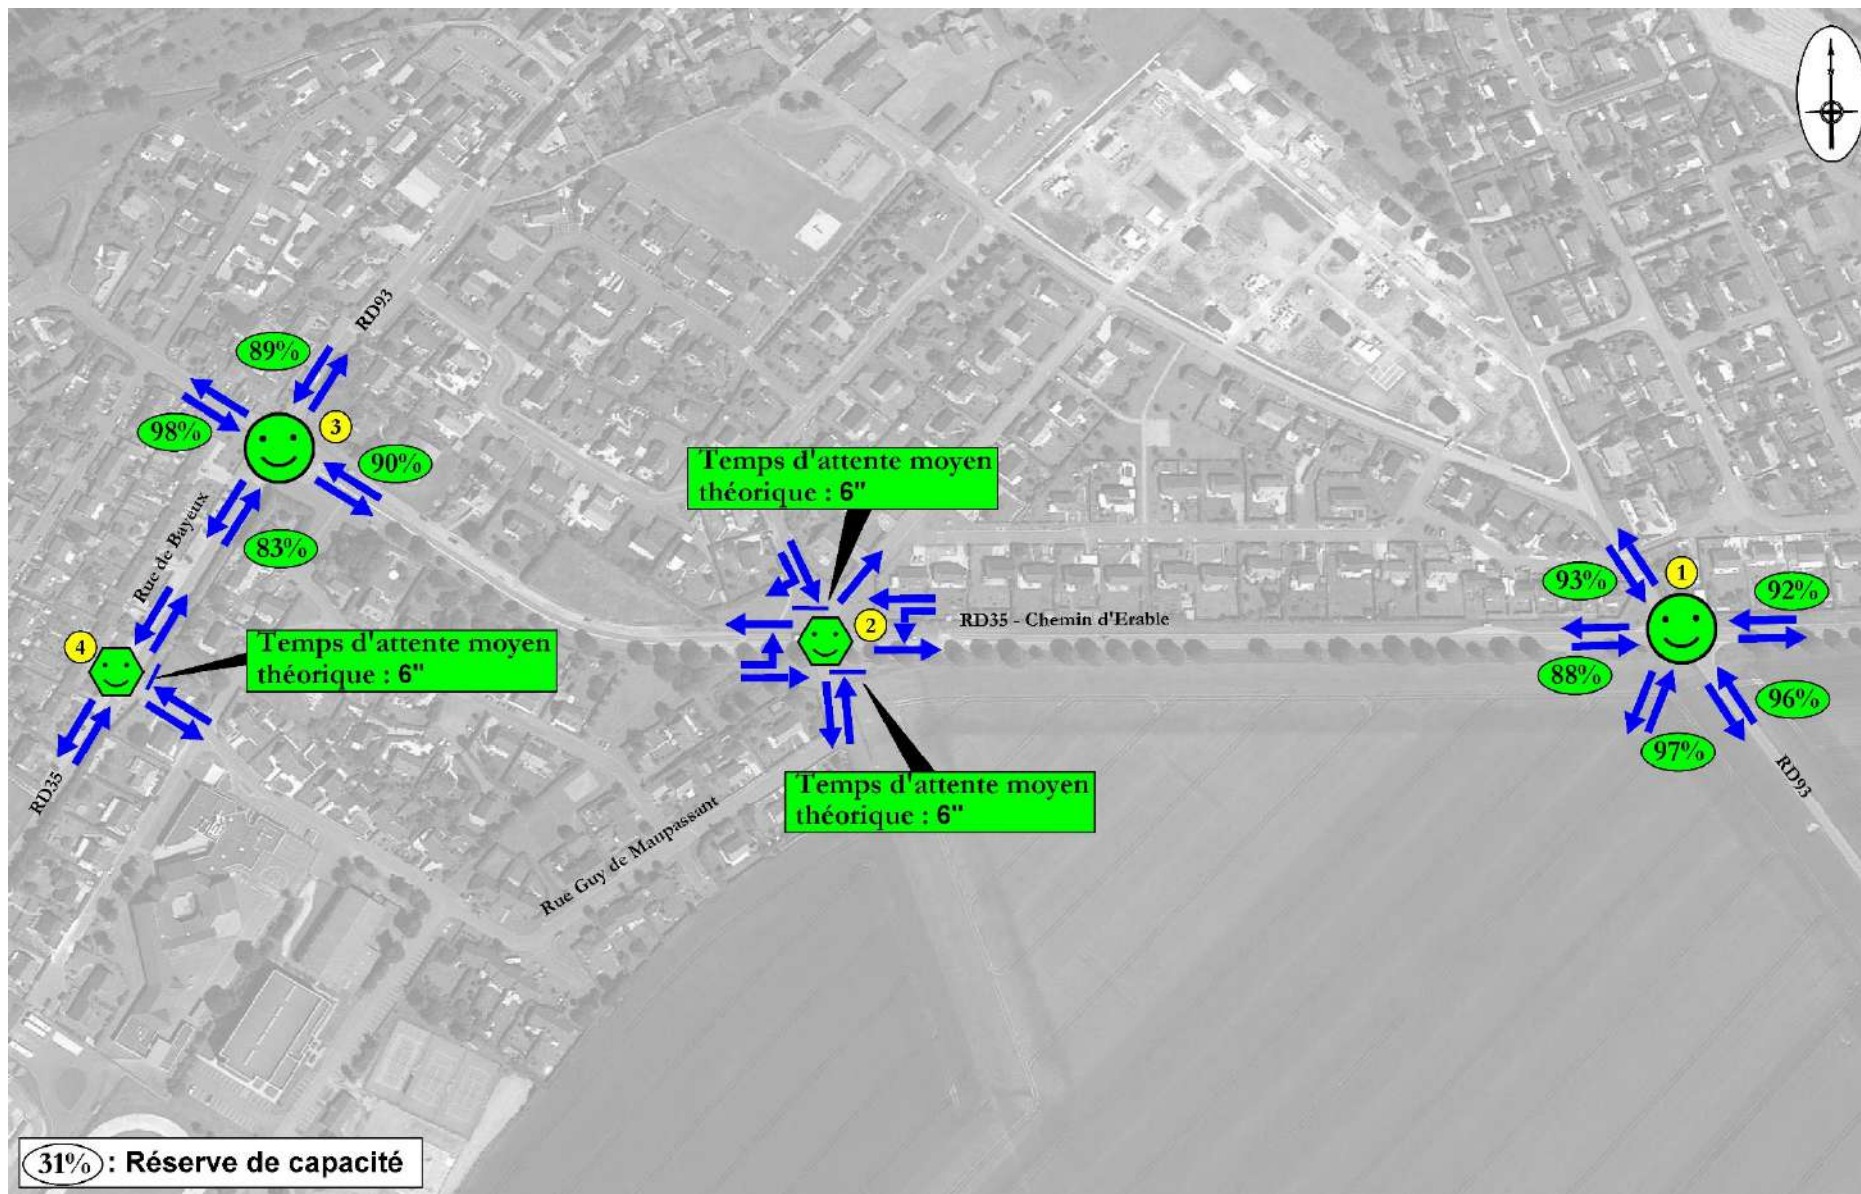 RD93
89%
98%
3
90%
Rue de Bayeux
83%
Temps d'attente moyen
théorique : 6"
93%
1
92%
2
RD35 - Chemin d'Erable
4
Temps d'attente moyen
théorique : 6"
88%
96%
97%
RD35
RD93
Temps d'attente moyen
théorique : 6"
Rue Guy de Maupassant
31% : Réserve de capacité